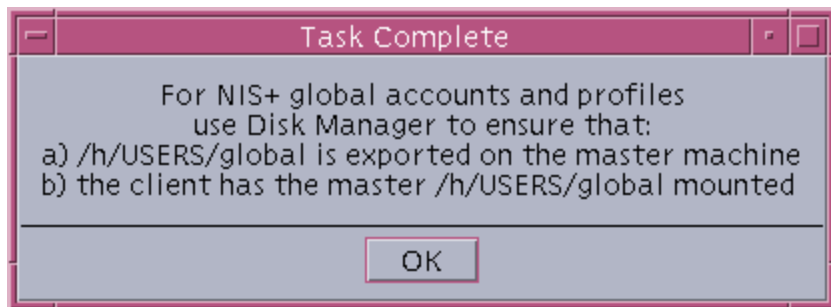 Task Complete
For NIS+ global accounts and profiles
use Disk Manager to ensure that:
a) /h/USERS/global is exported on the master machine
b) the client has the master /h/USERS/global mounted
OK